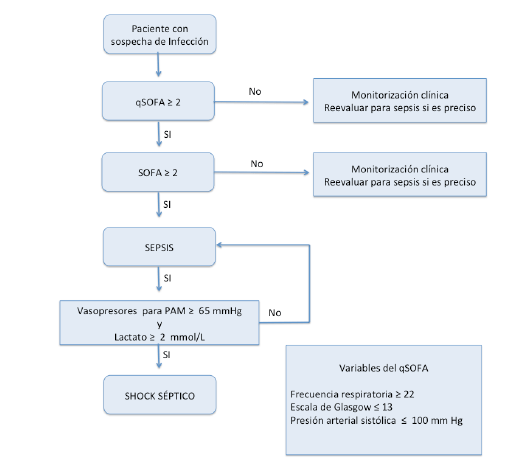 Paciente con
sospecha de Infección
qSOFA ≥ 2
No
Monitorización clínica
Reevaluar para sepsis si es preciso
SI
SOFA ≥ 2
No
Monitorización clínica
Reevaluar para sepsis si es preciso
SI
SEPSIS
SI
Vasopresores para PAM ≥ 65 mmHg
y
Lactato ≥ 2 mmol/L
No
SI
SHOCK SÉPTICO
Variables del qSOFA
Frecuencia respiratoria ≥ 22
Escala de Glasgow ≤ 13
Presión arterial sistólica ≤ 100 mm Hg